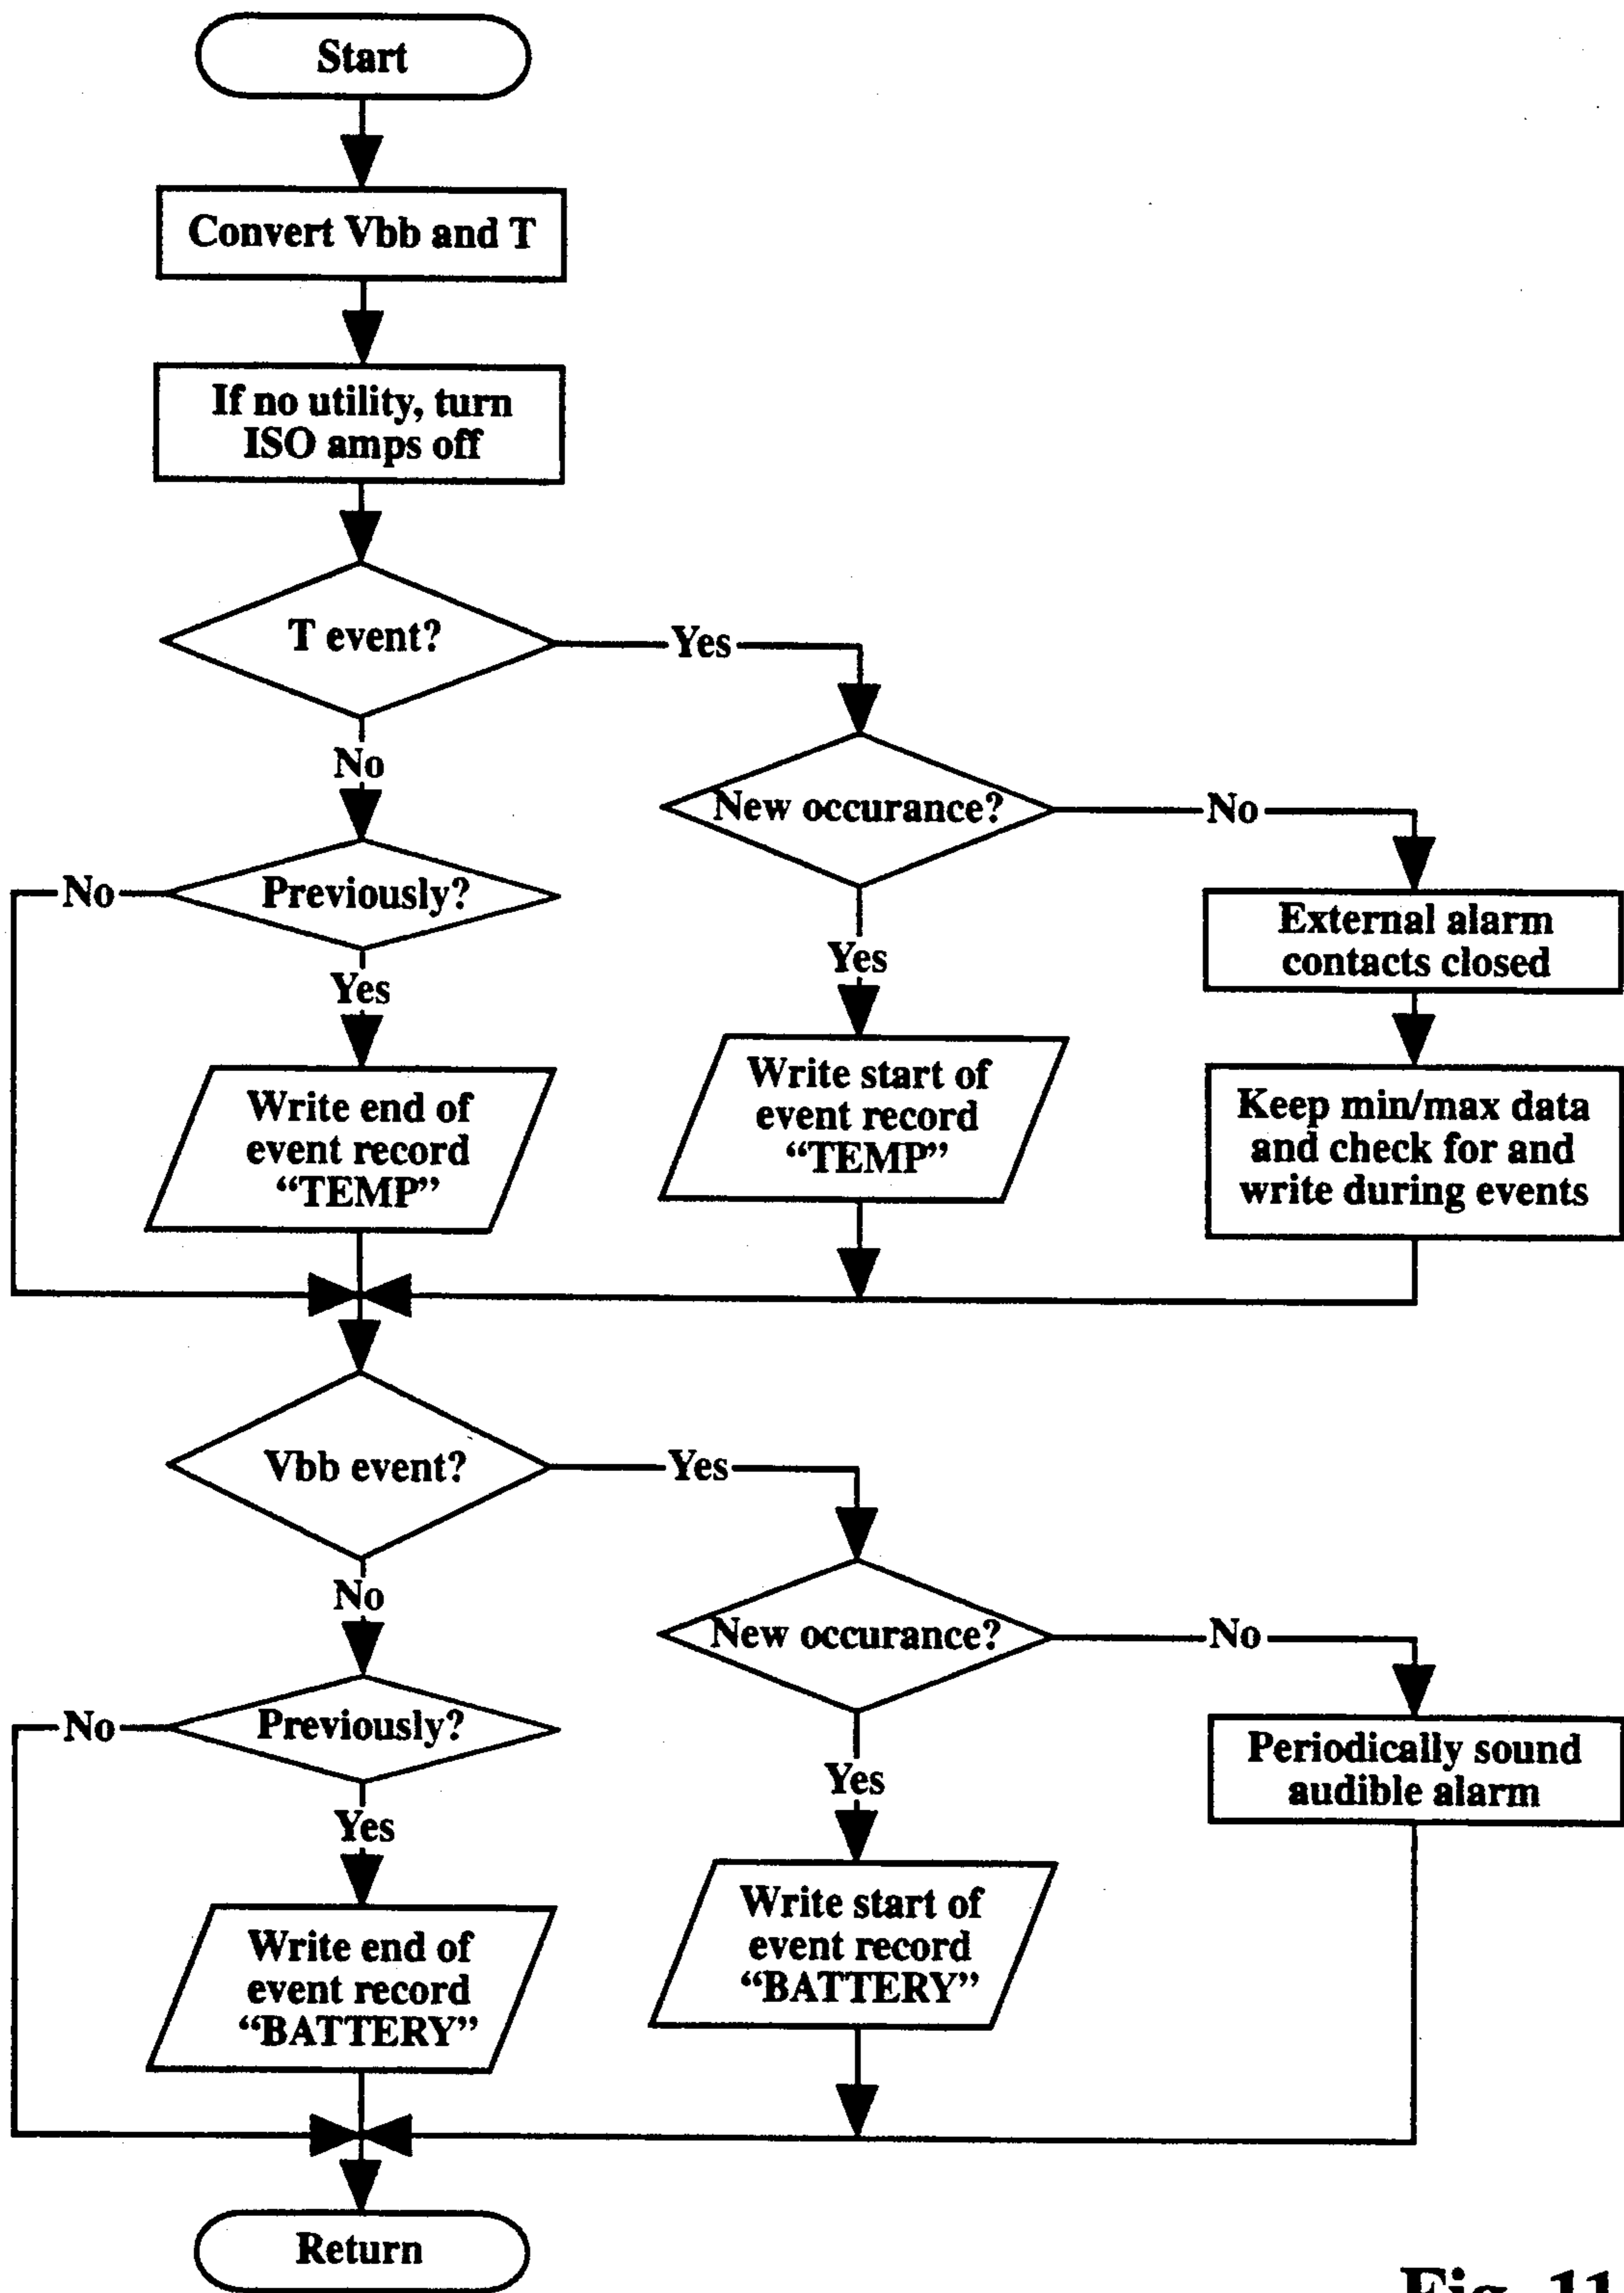 Start
Convert Vbb and T
If no utility, turn
ISO amps off
T event?
Yes
No
New occurance?
No
Previously?
No
External alarm
contacts closed
Yes
Yes
Write end of
event record
“TEMP”
Write start of
event record
“TEMP”
Keep min/max data
and check for and
write during events
Vbb event?
Yes
No
New occurance?
No
Previously?
No
Periodically sound
audible alarm
Yes
Yes
Write end of
event record
“BATTERY”
Write start of
event record
“BATTERY”
Return
Fig. 11